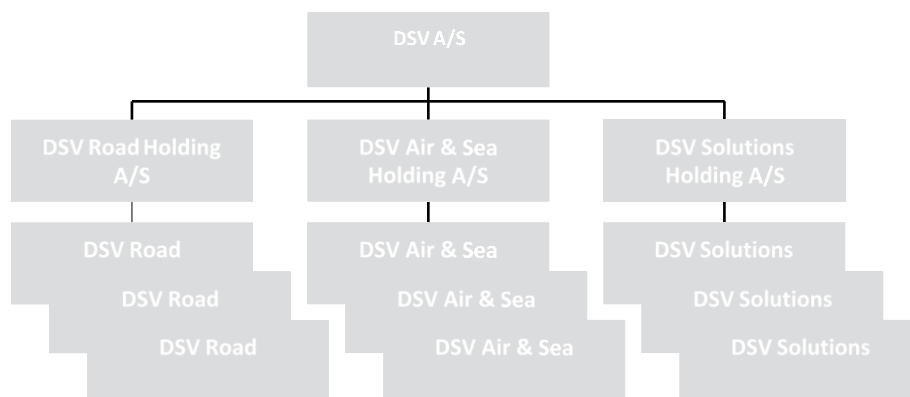 DSV A/S
DSV Road Holding
A/S
DSV Air & Sea
Holding A/S
DSV Solutions
Holding A/S
DSV Road
DSV Air & Sea
DSV Solutions
DSV Road
DSV Air & Sea
DSV Solutions
DSV Road
DSV Air & Sea
DSV Solutions